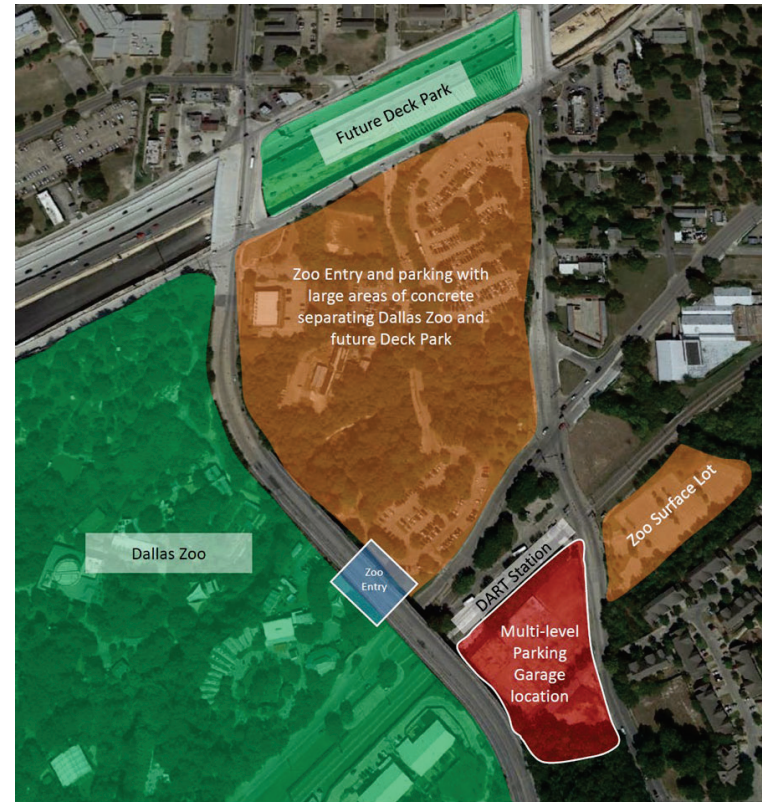 Future Deck Park
Zoo Entry and parking with
large areas of concrete
separating Dallas Zoo and
future Deck Park
Zoo Surface Lot
Dallas Zoo
Zoo
Entry
DART Station
Multi-level
Parking
Garage
location